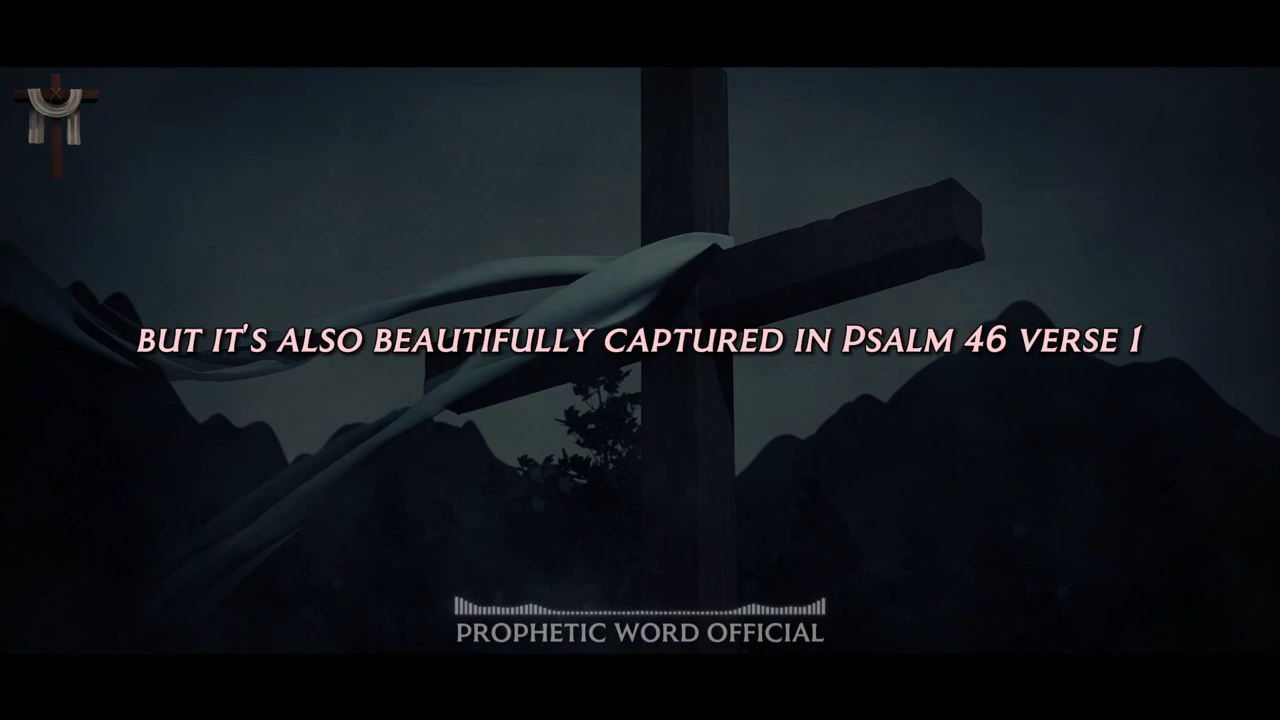 BUT IT'S ALSO BEAUTIFULLY CAPTURED IN PSALM 46 VERSE 1
PROPHETIC WORD OFFICIAL